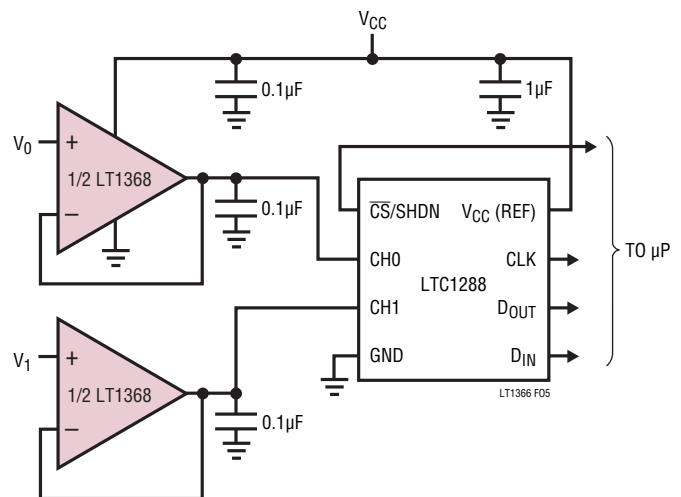 VCC
0.1µF
1µF
V0
+
1/2 LT1368
–
0.1µF
CS/SHDN
VCC (REF)
CH0
CLK
LTC1288
CH1
DOUT
GND
DIN
TO µP
LT1366 F05
V1
+
1/2 LT1368
–
0.1µF